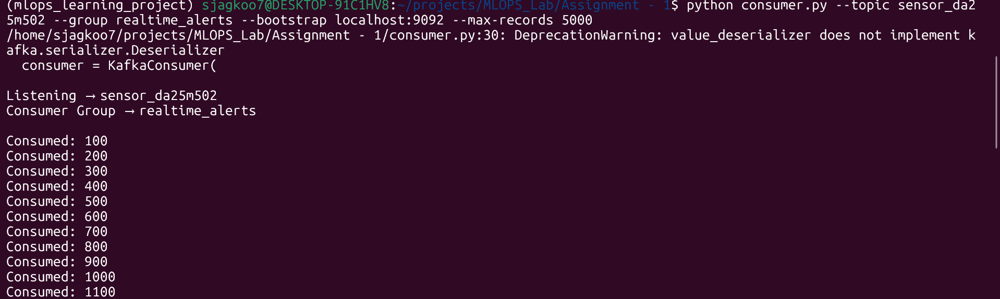 (mlops_learning_project) sjagkoo7@DESKTOP-91C1HV8:~/projects/MLOPS_Lab/Assignment - 1$ python consumer.py --topic sensor_da2
5m502 --group realtime_alerts --bootstrap localhost:9092 --max-records 5000
/home/sjagkoo7/projects/MLOPS_Lab/Assignment - 1/consumer.py:30: DeprecationWarning: value_deserializer does not implement k
afka.serializer.Deserializer
  consumer = KafkaConsumer(
Listening → sensor_da25m502
Consumer Group → realtime_alerts
Consumed: 100
Consumed: 200
Consumed: 300
Consumed: 400
Consumed: 500
Consumed: 600
Consumed: 700
Consumed: 800
Consumed: 900
Consumed: 1000
Consumed: 1100